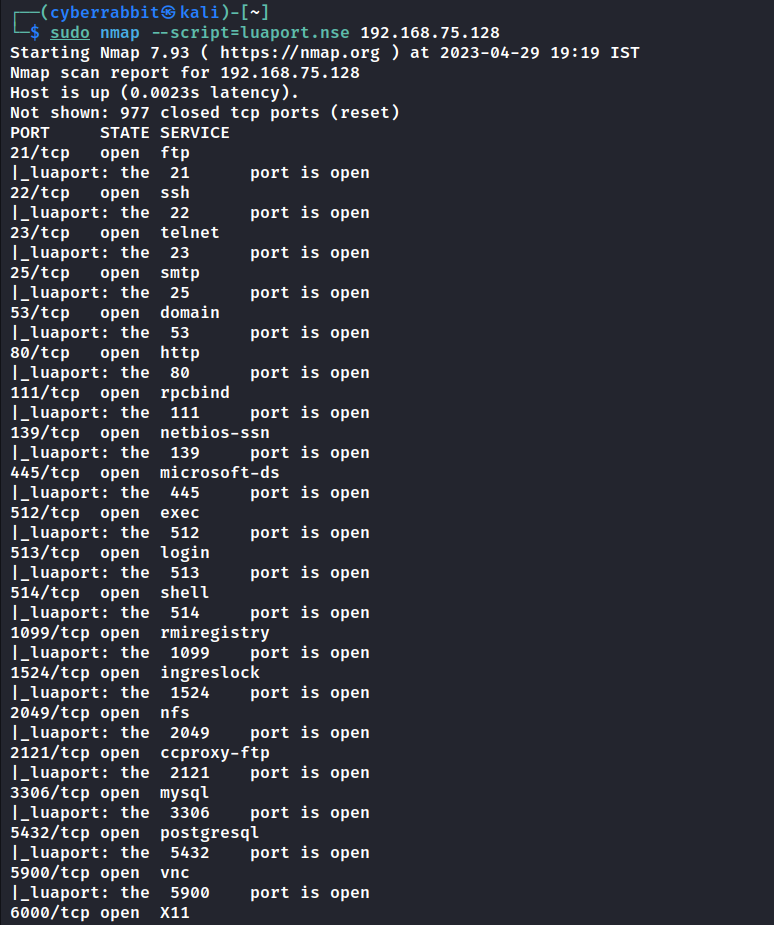 ┌──(cyberrabbit㉿kali)-[~]
└─$ sudo nmap --script=luaport.nse 192.168.75.128
Starting Nmap 7.93 ( https://nmap.org ) at 2023-04-29 19:19 IST
Nmap scan report for 192.168.75.128
Host is up (0.0023s latency).
Not shown: 977 closed tcp ports (reset)
PORT     STATE SERVICE
21/tcp   open  ftp
|_luaport: the  21      port is open
22/tcp   open  ssh
|_luaport: the  22      port is open
23/tcp   open  telnet
|_luaport: the  23      port is open
25/tcp   open  smtp
|_luaport: the  25      port is open
53/tcp   open  domain
|_luaport: the  53      port is open
80/tcp   open  http
|_luaport: the  80      port is open
111/tcp  open  rpcbind
|_luaport: the  111     port is open
139/tcp  open  netbios-ssn
|_luaport: the  139     port is open
445/tcp  open  microsoft-ds
|_luaport: the  445     port is open
512/tcp  open  exec
|_luaport: the  512     port is open
513/tcp  open  login
|_luaport: the  513     port is open
514/tcp  open  shell
|_luaport: the  514     port is open
1099/tcp open  rmiregistry
|_luaport: the  1099    port is open
1524/tcp open  ingreslock
|_luaport: the  1524    port is open
2049/tcp open  nfs
|_luaport: the  2049    port is open
2121/tcp open  ccproxy-ftp
|_luaport: the  2121    port is open
3306/tcp open  mysql
|_luaport: the  3306    port is open
5432/tcp open  postgresql
|_luaport: the  5432    port is open
5900/tcp open  vnc
|_luaport: the  5900    port is open
6000/tcp open  X11